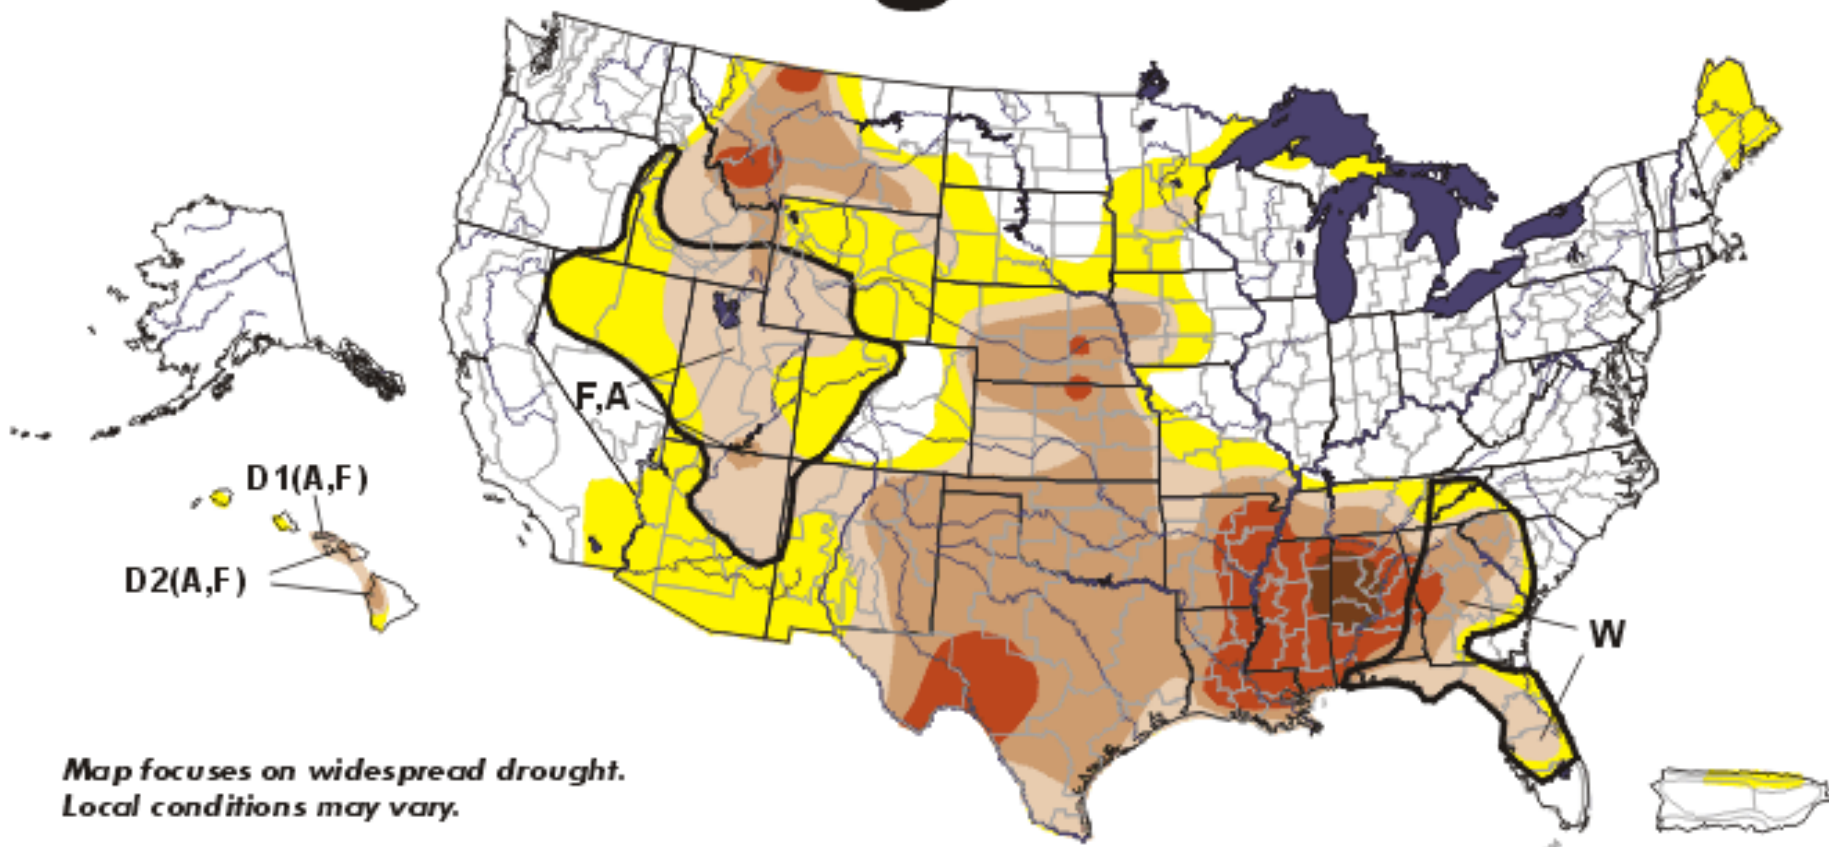 F,A
D1(A,F)
D2(A,F)
W
Map focuses on widespread drought.
Local conditions may vary.